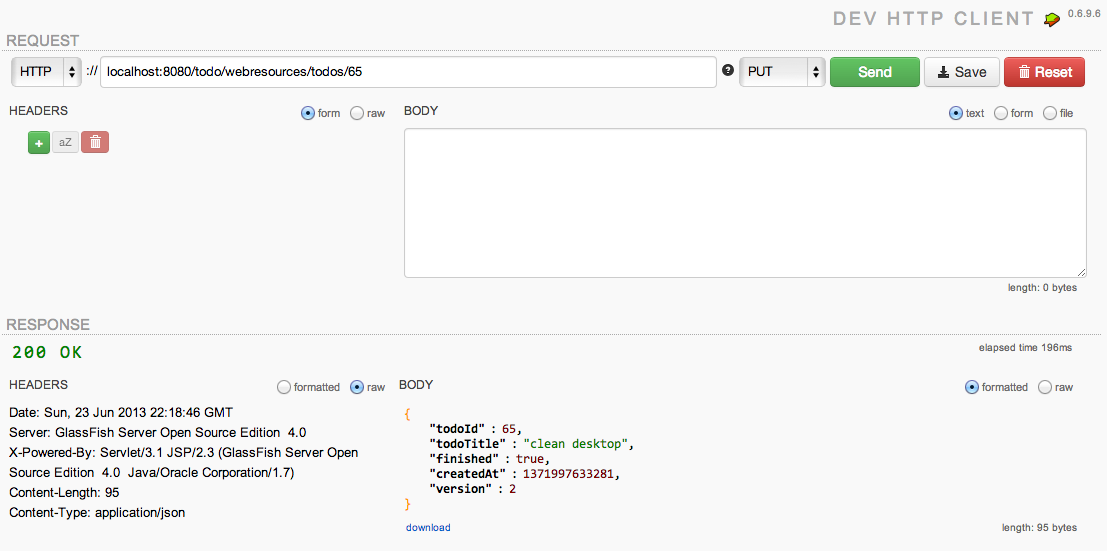 DEV HTTP CLIENT 0.6.9.6
REQUEST
HTTP :// localhost:8080/todo/webresources/todos/65 ? PUT Send Save Reset
HEADERS form raw BODY text form file
+ aZ
length: 0 bytes
RESPONSE
200 OK elapsed time 196ms
HEADERS formatted raw BODY formatted raw
Date: Sun, 23 Jun 2013 22:18:46 GMT
Server: GlassFish Server Open Source Edition 4.0
X-Powered-By: Servlet/3.1 JSP/2.3 (GlassFish Server Open
Source Edition 4.0 Java/Oracle Corporation/1.7)
Content-Length: 95
Content-Type: application/json
{
"todoId" : 65,
"todoTitle" : "clean desktop",
"finished" : true,
"createdAt" : 1371997633281,
"version" : 2
}
download length: 95 bytes